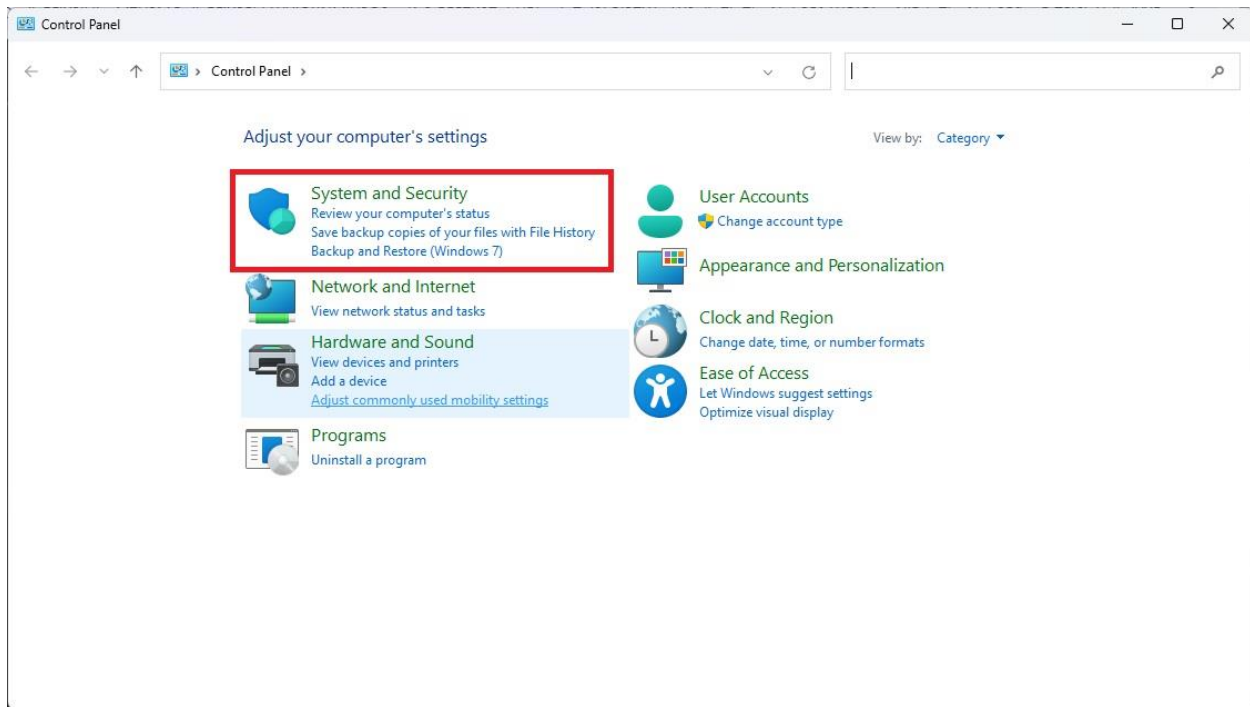 Control Panel
Control Panel
Adjust your computer's settings
View by: Category
System and Security
Review your computer's status
Save backup copies of your files with File History
Backup and Restore (Windows 7)
Network and Internet
View network status and tasks
Hardware and Sound
View devices and printers
Add a device
Adjust commonly used mobility settings
Programs
Uninstall a program
User Accounts
Change account type
Appearance and Personalization
Clock and Region
Change date, time, or number formats
Ease of Access
Let Windows suggest settings
Optimize visual display